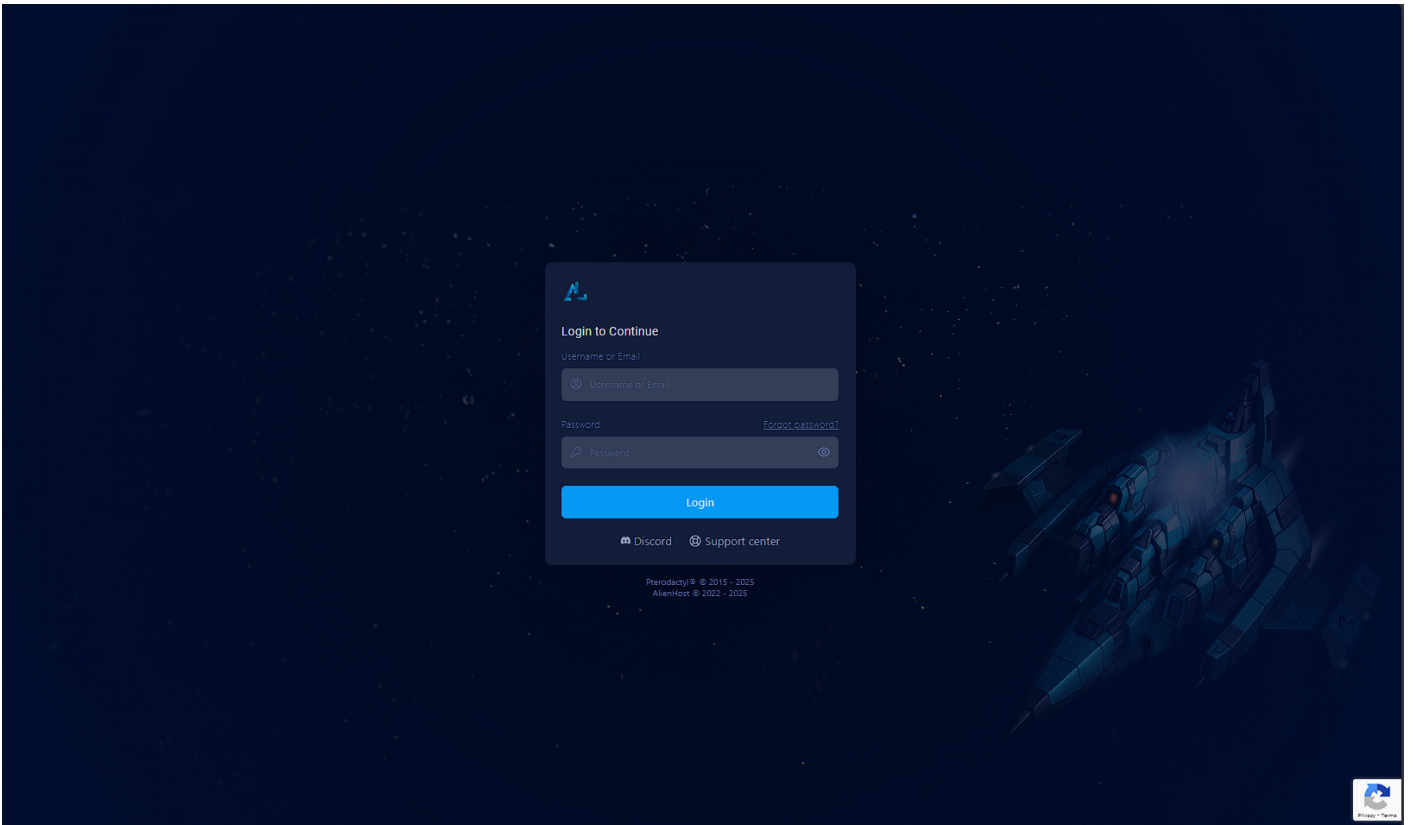 Login to Continue
Username or Email
Username or Email
Password Forgot password?
Password
Login
Discord Support center
Pterodactyl® © 2015 - 2025
AlienHost © 2022 - 2025
Privacy - Terms